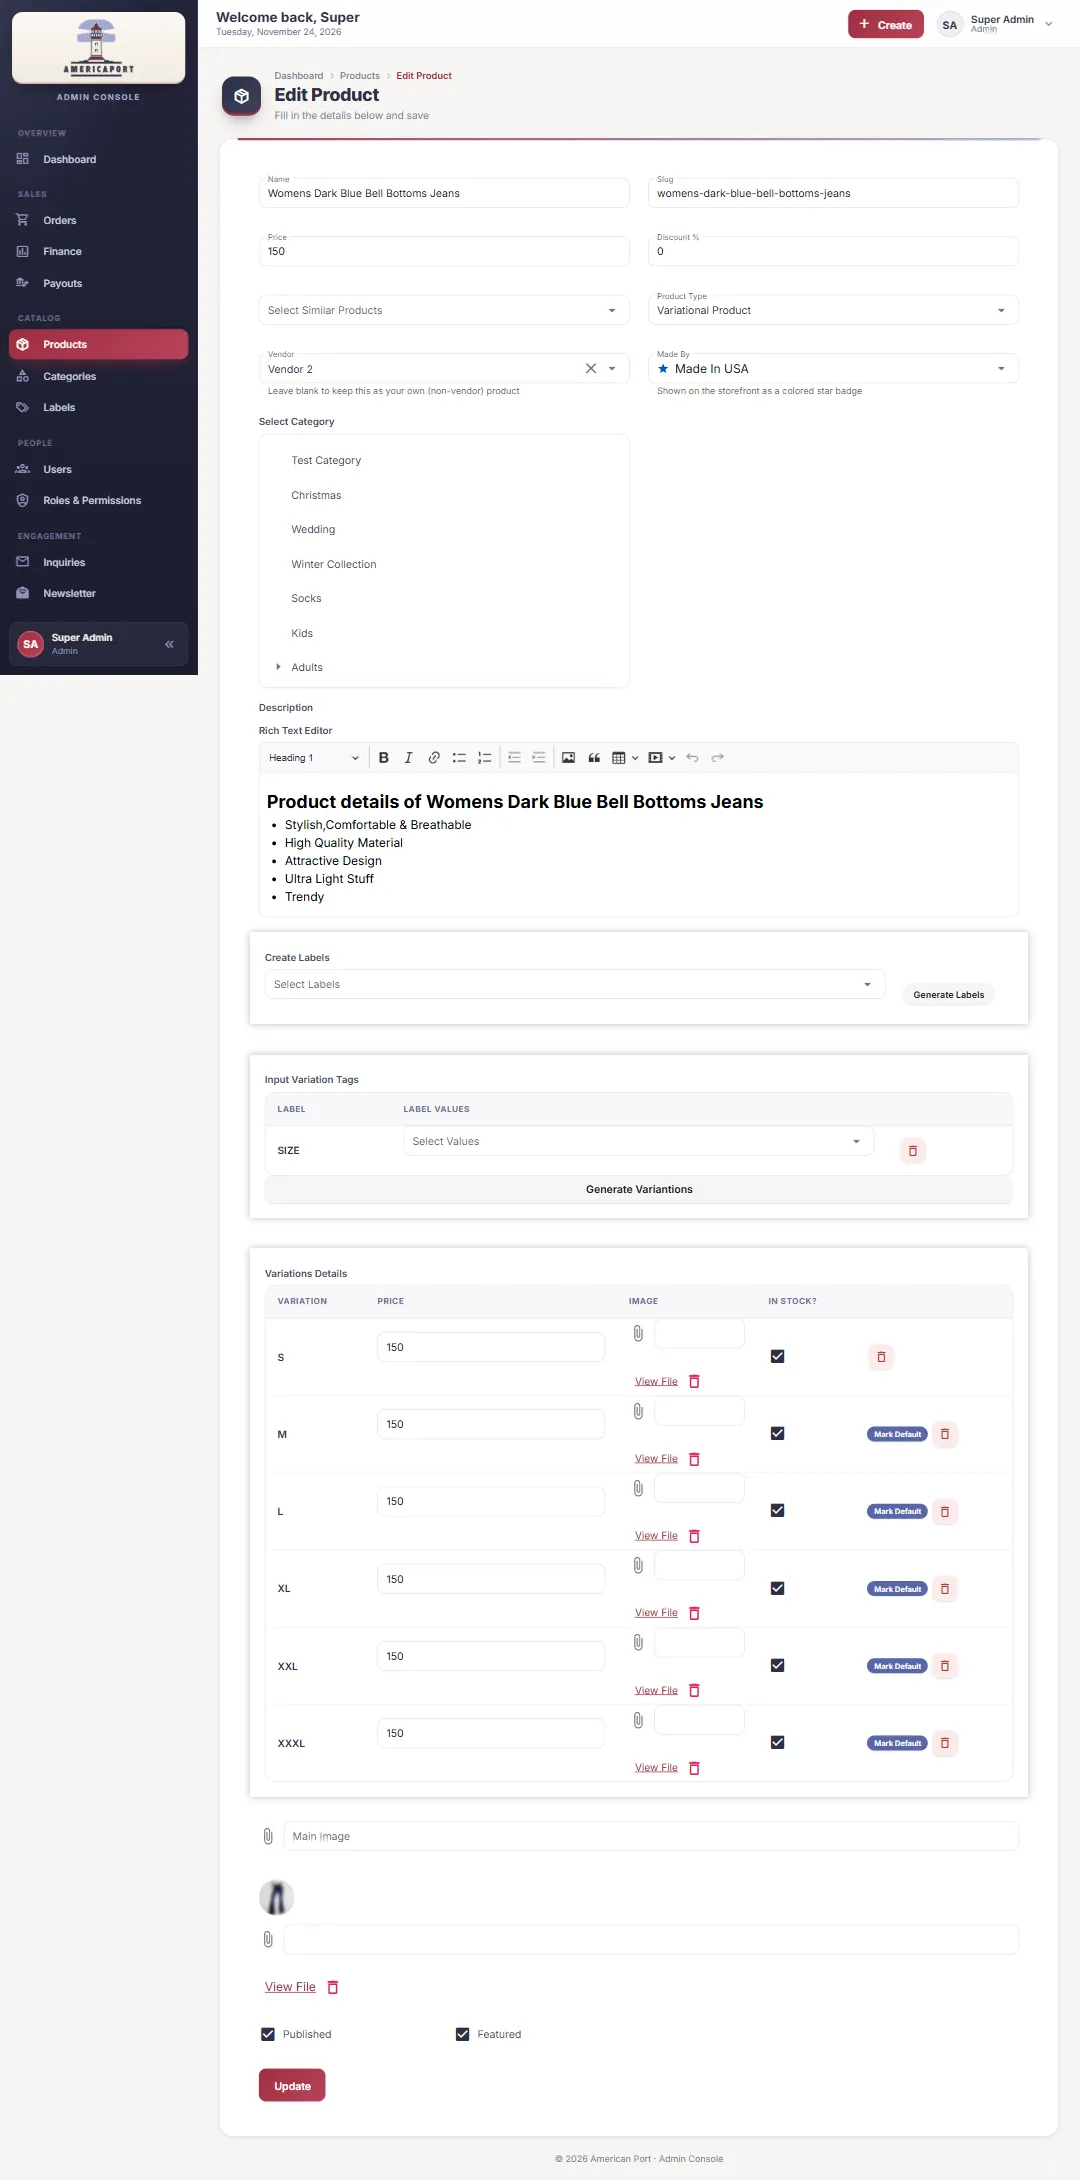 AMERICAPORT
ADMIN CONSOLE
OVERVIEW
Dashboard
SALES
Orders
Finance
Payouts
CATALOG
Products
Categories
Labels
PEOPLE
Users
Roles & Permissions
ENGAGEMENT
Inquiries
Newsletter
SA
Super Admin
Admin
Welcome back, Super
Tuesday, November 24, 2026
+ Create
SA
Super Admin
Admin
Dashboard > Products > Edit Product
Edit Product
Fill in the details below and save
Name
Womens Dark Blue Bell Bottoms Jeans
Slug
womens-dark-blue-bell-bottoms-jeans
Price
150
Discount %
0
Select Similar Products
Product Type
Variational Product
Vendor
Vendor 2
Leave blank to keep this as your own (non-vendor) product
Made By
★ Made In USA
Shown on the storefront as a colored star badge
Select Category
Test Category
Christmas
Wedding
Winter Collection
Socks
Kids
Adults
Description
Rich Text Editor
Heading 1
Product details of Womens Dark Blue Bell Bottoms Jeans
• Stylish,Comfortable & Breathable
• High Quality Material
• Attractive Design
• Ultra Light Stuff
• Trendy
Create Labels
Select Labels
Generate Labels
Input Variation Tags
LABEL LABEL VALUES
SIZE Select Values
Generate Variantions
Variations Details
VARIATION PRICE IMAGE IN STOCK?
S 150
View File
M 150 Mark Default
View File
L 150 Mark Default
View File
XL 150 Mark Default
View File
XXL 150 Mark Default
View File
XXXL 150 Mark Default
View File
Main Image
View File
Published Featured
Update
© 2026 American Port · Admin Console